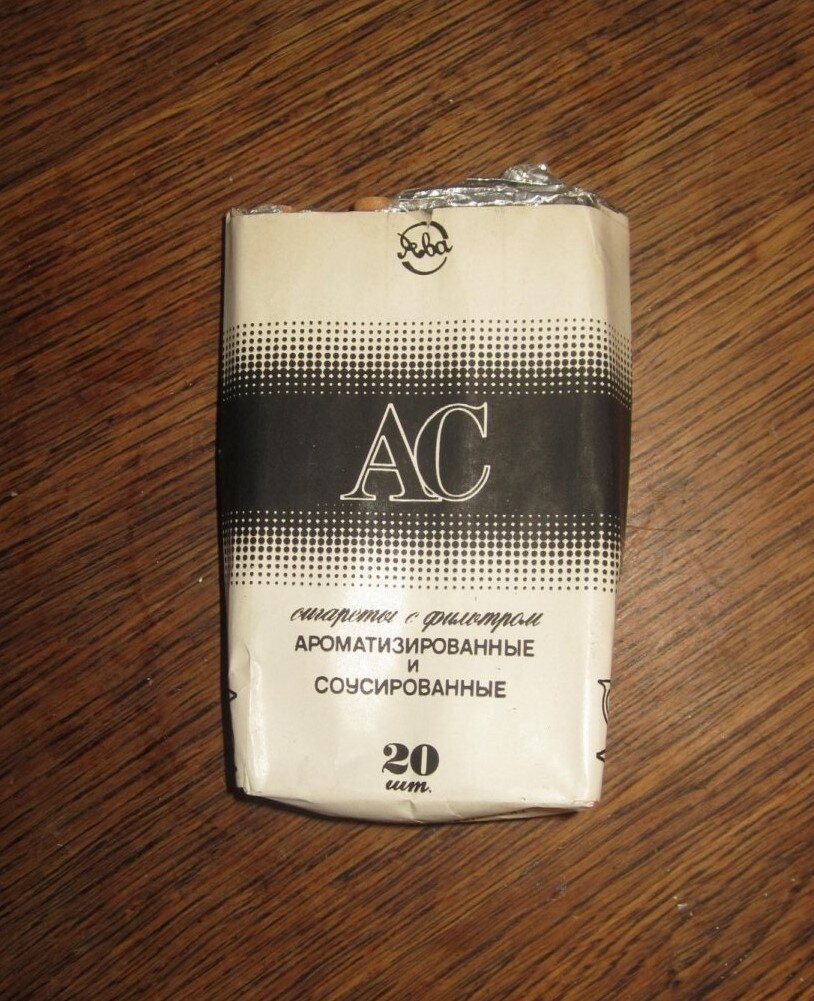 Ява
АС
сигареты с фильтром
АРОМАТИЗИРОВАННЫЕ
и
СОУСИРОВАННЫЕ
20
шт.